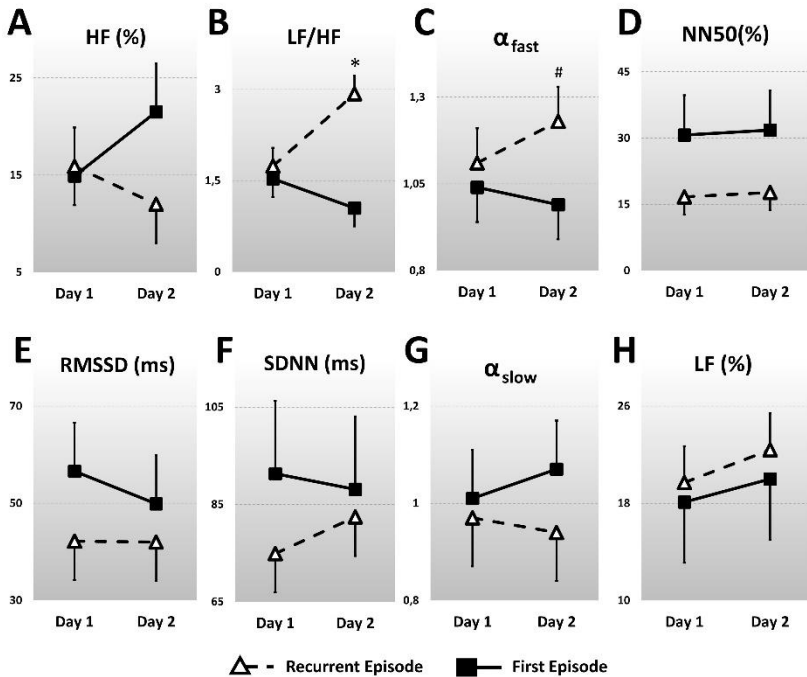 A
HF (%)
25
15
5
Day 1 Day 2
B
LF/HF
*
3
1,5
0
Day 1 Day 2
C
αfast
#
1,3
1,05
0,8
Day 1 Day 2
D
NN50(%)
45
30
15
0
Day 1 Day 2
E
RMSSD (ms)
70
50
30
Day 1 Day 2
F
SDNN (ms)
105
85
65
Day 1 Day 2
G
αslow
1,2
1
0,8
Day 1 Day 2
H
LF (%)
26
18
10
Day 1 Day 2
Recurrent Episode First Episode